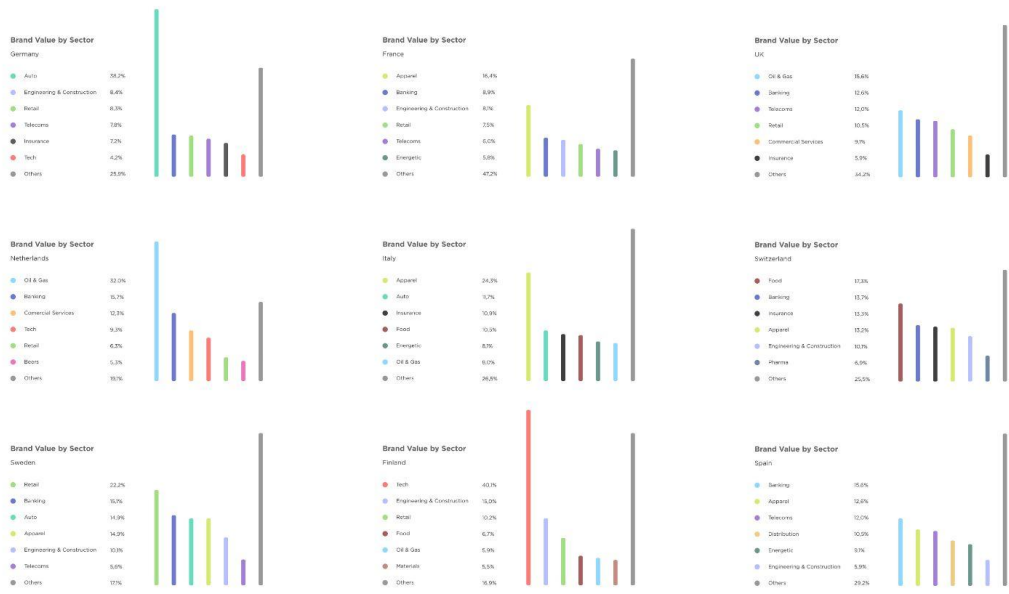 Brand Value by Sector
Germany
Auto 38,2%
Engineering & Construction 8,4%
Retail 8,3%
Telecoms 7,8%
Insurance 7,2%
Tech 4,2%
Others 25,9%
Brand Value by Sector
France
Apparel 16,4%
Banking 8,9%
Engineering & Construction 8,1%
Retail 7,5%
Telecoms 6,0%
Energetic 5,9%
Others 47,2%
Brand Value by Sector
UK
Oil & Gas 15,6%
Banking 12,6%
Telecoms 12,0%
Retail 10,5%
Commercial Services 9,1%
Insurance 5,9%
Others 34,2%
Brand Value by Sector
Netherlands
Oil & Gas 32,0%
Banking 15,7%
Comercial Services 12,3%
Tech 9,3%
Retail 6,3%
Beers 5,3%
Others 19,1%
Brand Value by Sector
Italy
Apparel 24,3%
Auto 11,7%
Insurance 10,9%
Food 10,5%
Energetic 8,1%
Oil & Gas 8,0%
Others 26,5%
Brand Value by Sector
Switzerland
Food 17,3%
Banking 13,7%
Insurance 13,3%
Apparel 13,2%
Engineering & Construction 10,1%
Pharma 6,9%
Others 25,5%
Brand Value by Sector
Sweden
Retail 22,2%
Banking 15,1%
Auto 14,9%
Apparel 14,9%
Engineering & Construction 10,1%
Telecoms 5,8%
Others 17,1%
Brand Value by Sector
Finland
Tech 40,1%
Engineering & Construction
Retail 10,2%
Food 6,7%
Oil & Gas 5,9%
Materials 5,5%
Others 16,9%
Brand Value by Sector
Spain
Banking 15,8%
Apparel 12,6%
Telecoms 12,0%
Distribution 10,5%
Energetic 9,1%
Engineering & Construction 5,9%
Others 29,2%